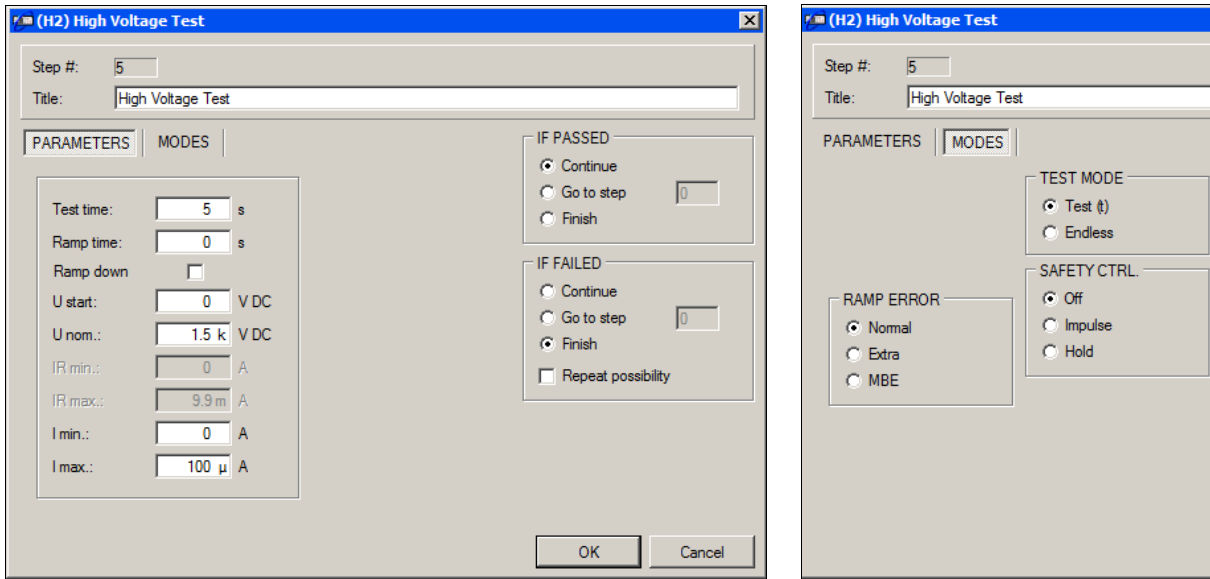 (H2) High Voltage Test
Step #: 5
Title: High Voltage Test
PARAMETERS MODES
Test time: 5 s
Ramp time: 0 s
Ramp down
U start: 0 V DC
U nom.: 1.5 k V DC
IR min.: 0 A
IR max.: 9.9 m A
I min.: 0 A
I max.: 100 µ A
IF PASSED
Continue
Go to step 0
Finish
IF FAILED
Continue
Go to step 0
Finish
Repeat possibility
OK Cancel
(H2) High Voltage Test
Step #: 5
Title: High Voltage Test
PARAMETERS MODES
TEST MODE
Test (t)
Endless
RAMP ERROR
Normal
Extra
MBE
SAFETY CTRL.
Off
Impulse
Hold